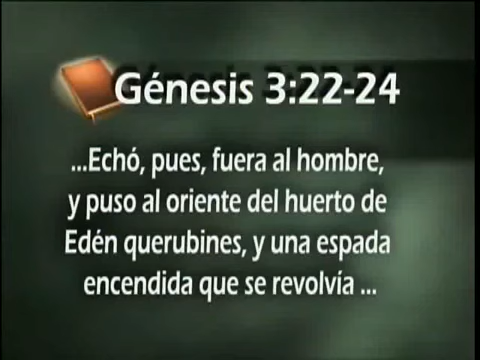 Génesis 3:22-24
...Echó, pues, fuera al hombre,
y puso al oriente del huerto de
Edén querubines, y una espada
encendida que se revolvía ...